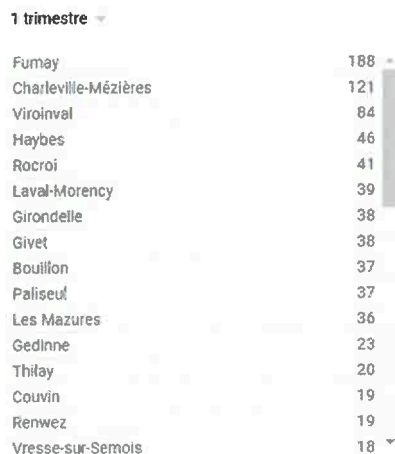 1 trimestre
Fumay 188
Charleville-Mézières 121
Viroinval 84
Haybes 46
Rocroi 41
Laval-Morency 39
Girondelle 38
Givet 38
Bouillon 37
Paliseul 37
Les Mazures 36
Gedinne 23
Thilay 20
Couvin 19
Renwez 19
Vresse-sur-Semois 18